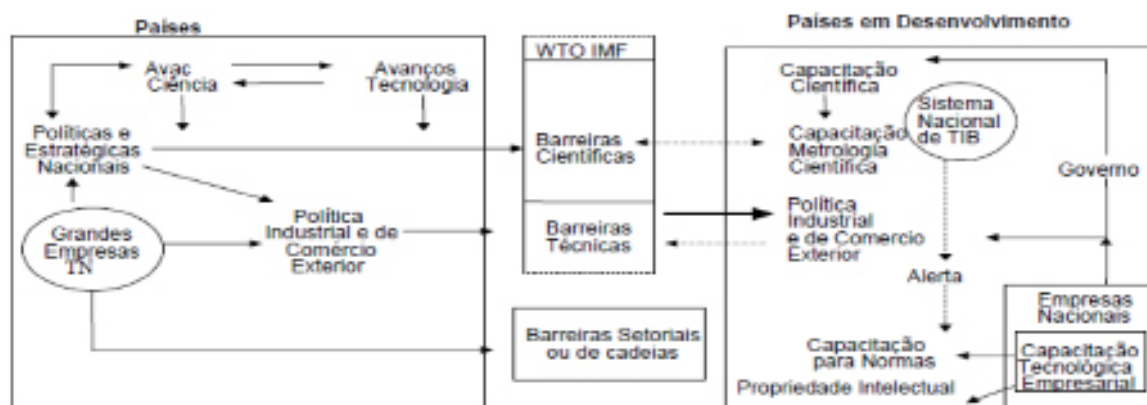 Países
Avaç
Ciência
Avanços
Tecnologia
Políticas e
Estratégicas
Nacionais
Grandes
Empresas
TN
Política
Industrial e de
Comércio
Exterior
WTO IMF
Barreiras
Científicas
Barreiras
Técnicas
Barreiras Setoriais
ou de cadeias
Países em Desenvolvimento
Capacitação
Científica
Sistema
Nacional
de TIB
Capacitação
Metrologia
Científica
Governo
Política
Industrial
e de Comercio
Exterior
Alerta
Empresas
Nacionais
Capacitação
para Normas
Capacitação
Tecnológica
Empresarial
Propriedade Intelectual